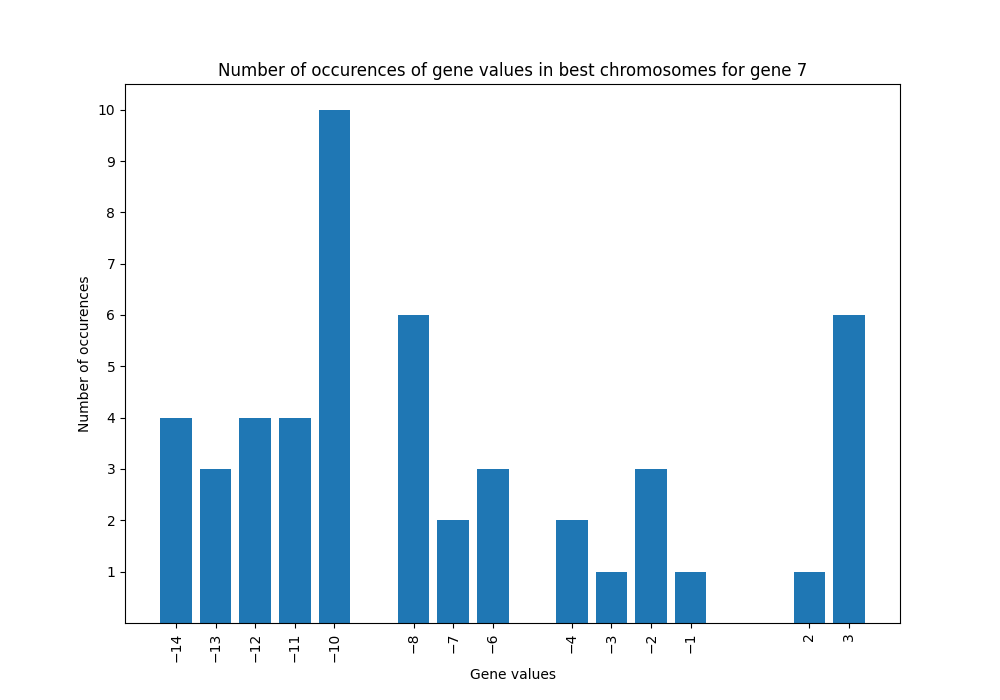 Number of occurences of gene values in best chromosomes for gene 7
10
9
8
7
6
5
4
3
2
1
Number of occurences
−14 −13 −12 −11 −10 −8 −7 −6 −4 −3 −2 −1 2 3
Gene values